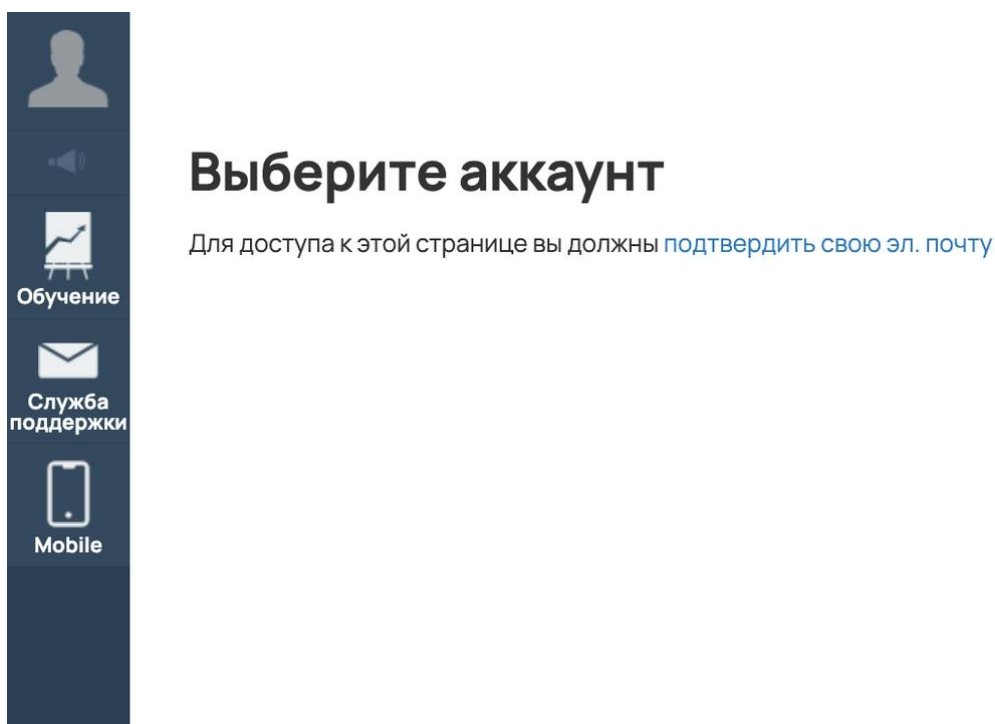 Выберите аккаунт
Для доступа к этой странице вы должны подтвердить свою эл. почту
Обучение
Служба
поддержки
Mobile